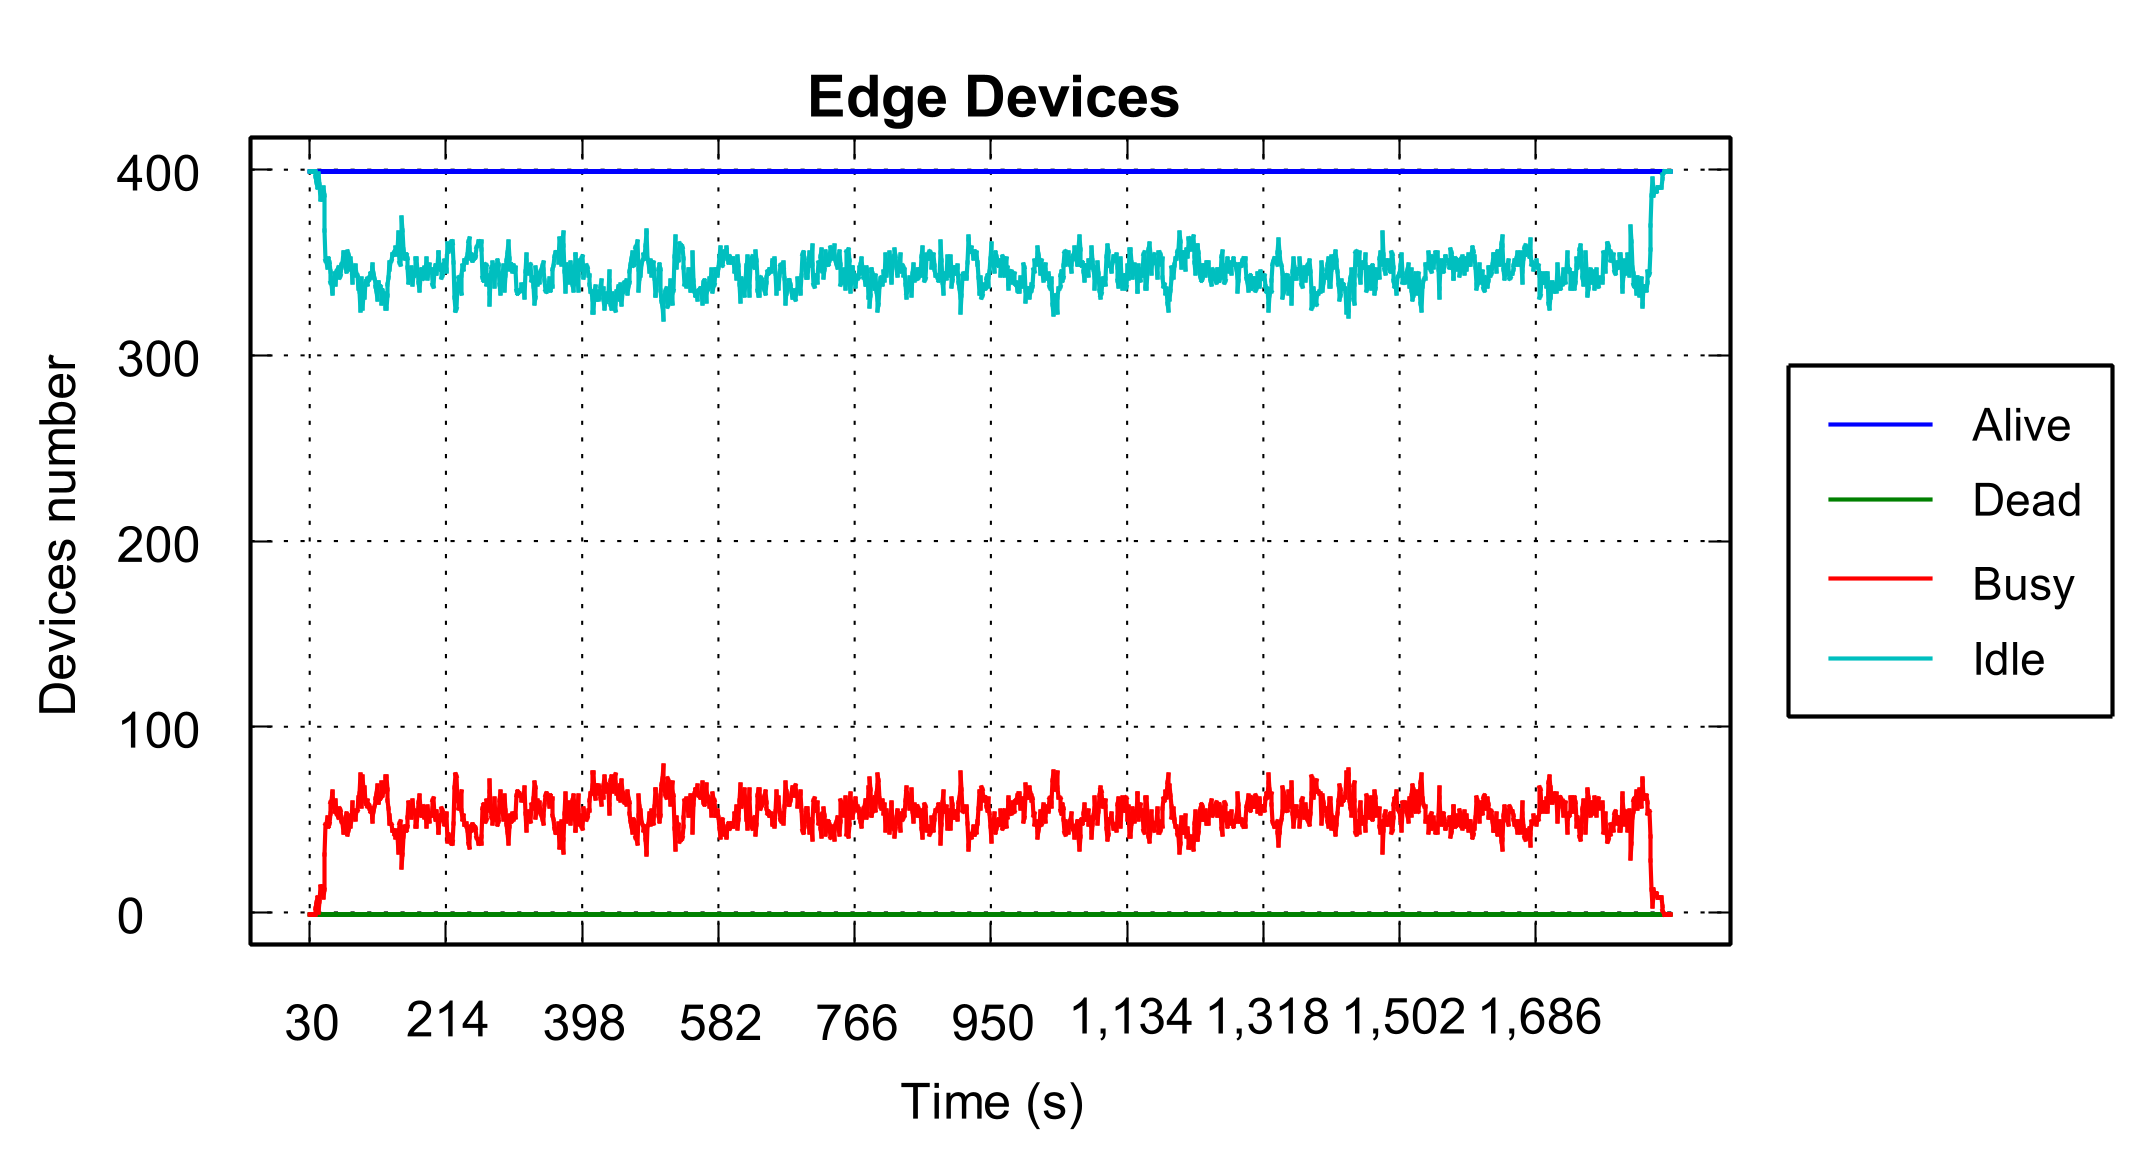 Edge Devices
400
300
200
100
0
Devices number
30 214 398 582 766 950 1,134 1,318 1,502 1,686
Time (s)
Alive
Dead
Busy
Idle